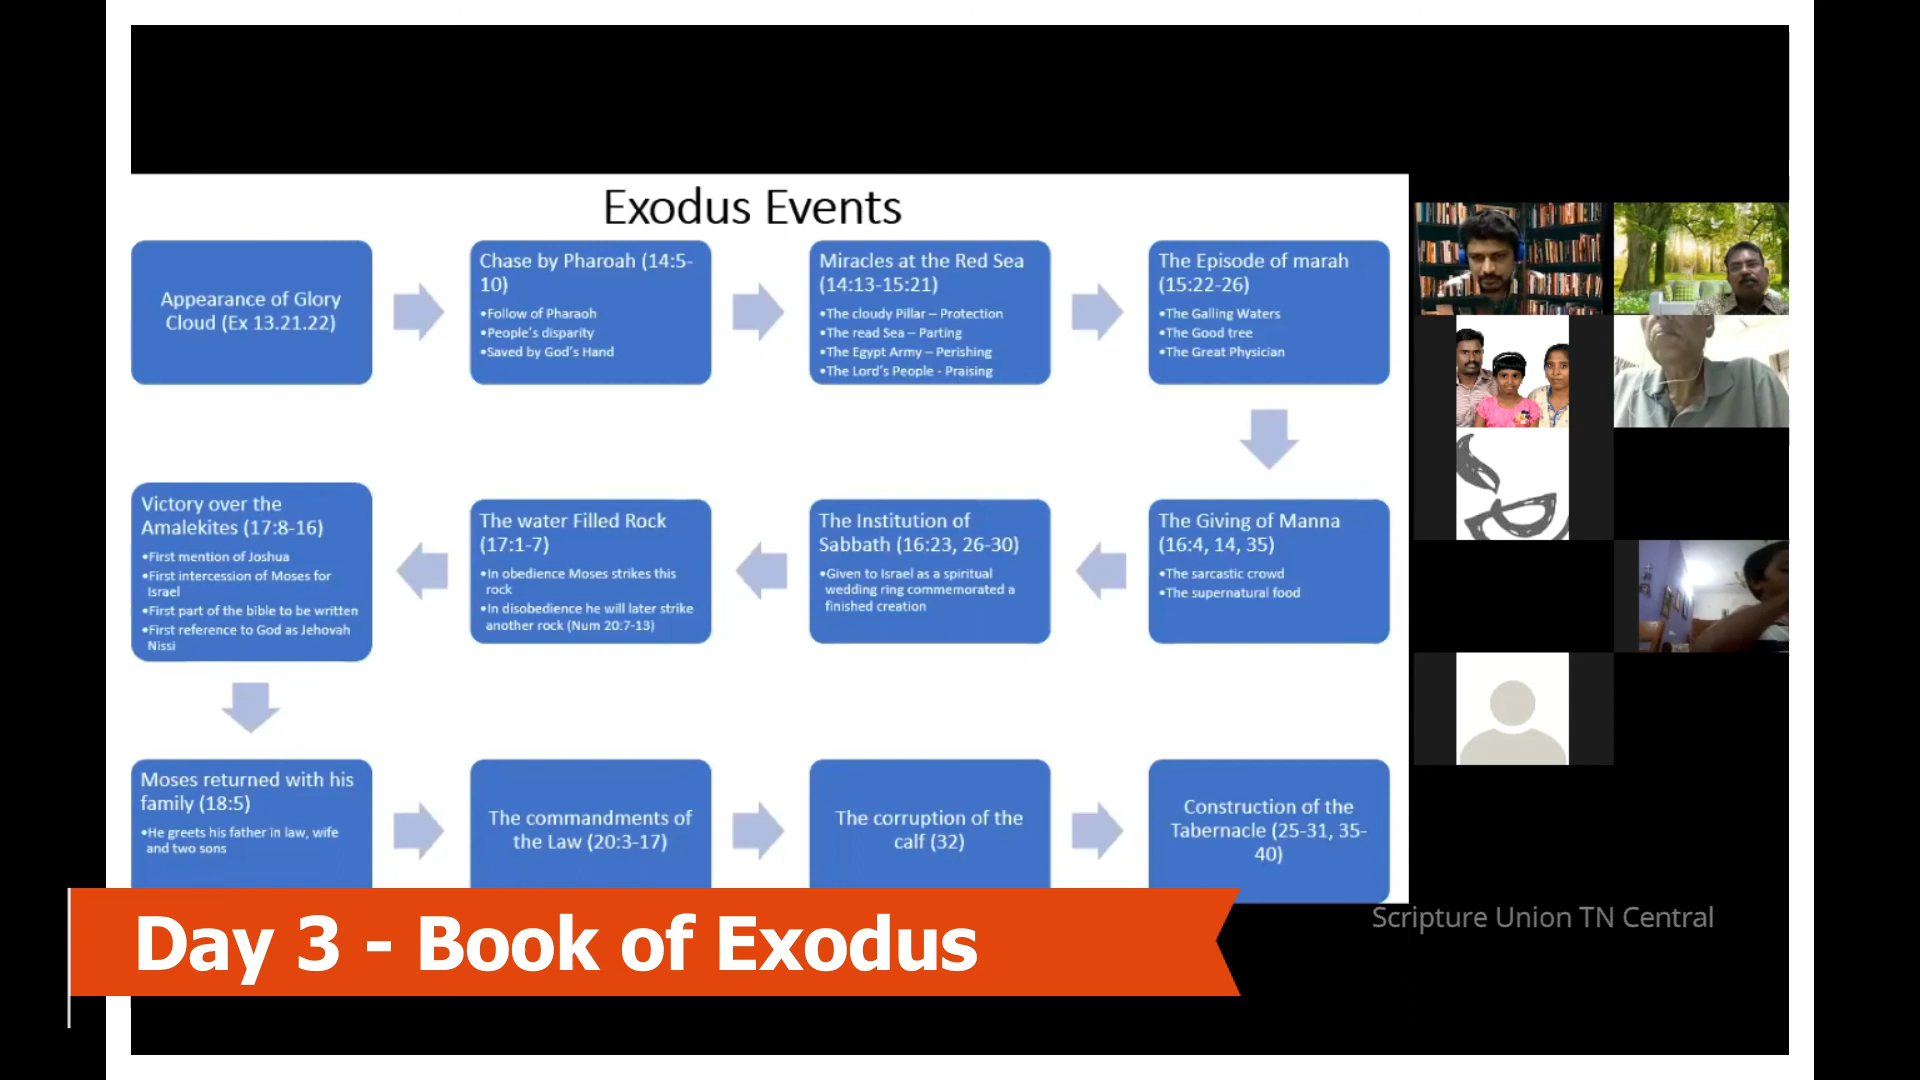 Exodus Events
Appearance of Glory
Cloud (Ex 13.21.22)
Chase by Pharoah (14:5-
10)
•Follow of Pharaoh
•People's disparity
•Saved by God's Hand
Miracles at the Red Sea
(14:13-15:21)
•The cloudy Pillar – Protection
•The read Sea – Parting
•The Egypt Army – Perishing
•The Lord's People - Praising
The Episode of marah
(15:22-26)
•The Galling Waters
•The Good tree
•The Great Physician
The Giving of Manna
(16:4, 14, 35)
•The sarcastic crowd
•The supernatural food
The Institution of
Sabbath (16:23, 26-30)
•Given to Israel as a spiritual
wedding ring commemorated a
finished creation
The water Filled Rock
(17:1-7)
•In obedience Moses strikes this
rock
•In disobedience he will later strike
another rock (Num 20:7-13)
Victory over the
Amalekites (17:8-16)
•First mention of Joshua
•First intercession of Moses for
Israel
•First part of the bible to be written
•First reference to God as Jehovah
Nissi
Moses returned with his
family (18:5)
•He greets his father in law, wife
and two sons
The commandments of
the Law (20:3-17)
The corruption of the
calf (32)
Construction of the
Tabernacle (25-31, 35-
40)
Day 3 - Book of Exodus
Scripture Union TN Central